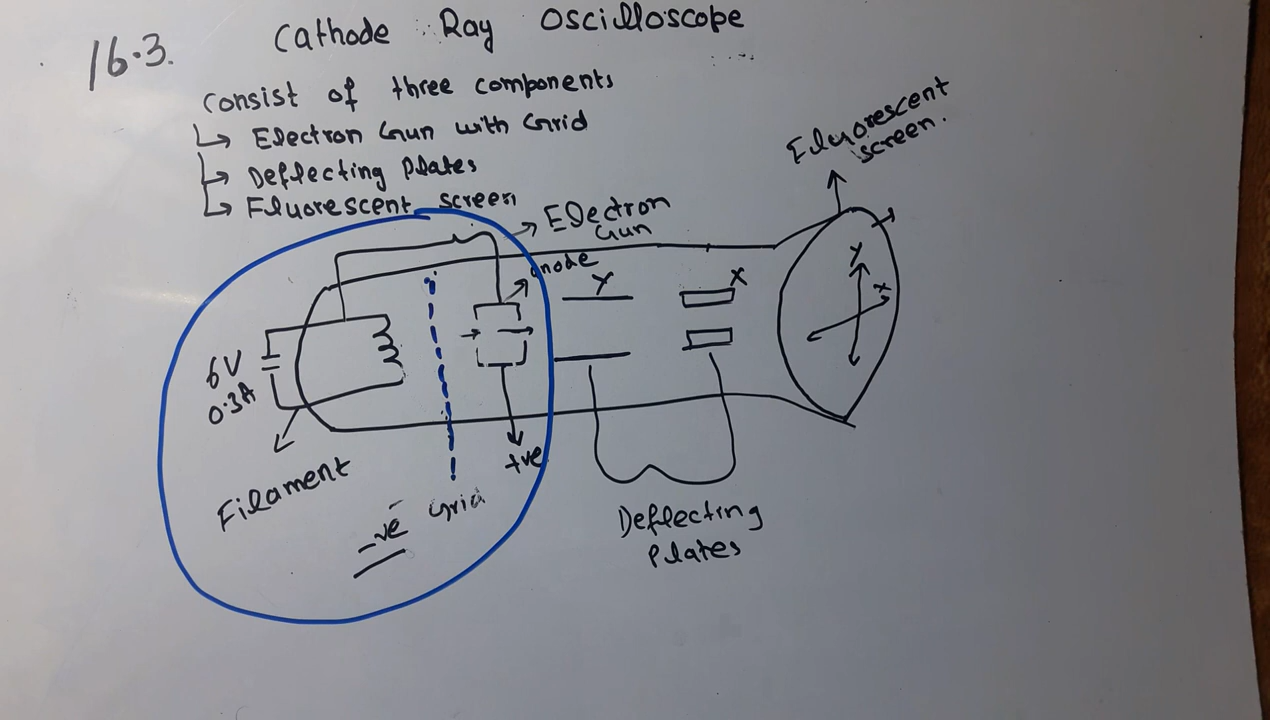 16.3.
Cathode Ray Oscilloscope
Consist of three components
Electron Gun with Grid
Deflecting Plates
Fluorescent screen
Electron
Gun
Fluorescent
screen.
anode
Y
X
Y
X
6V
0.3A
Filament
+ve
-ve
Grid
Deflecting
Plates